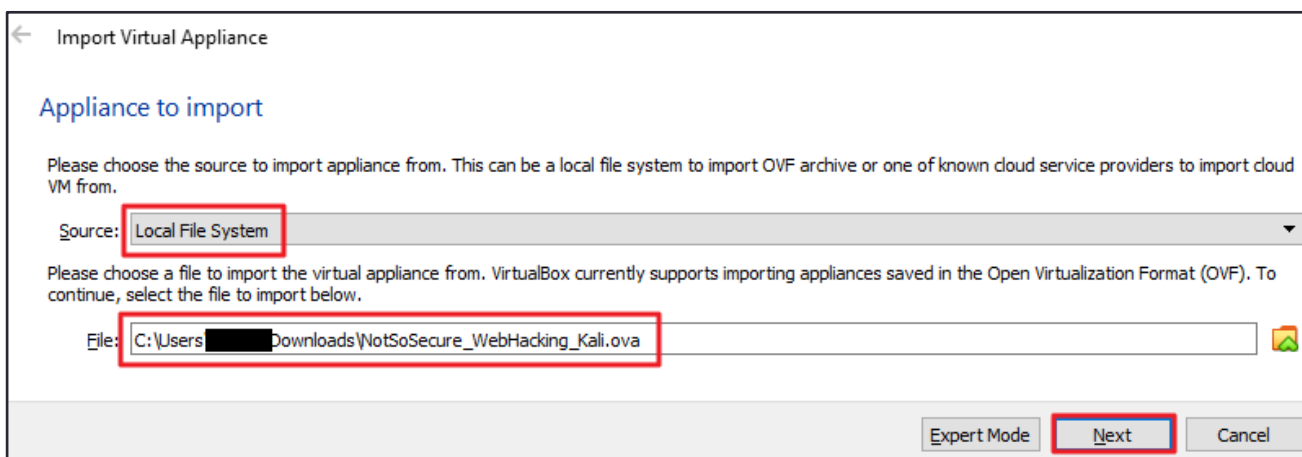 Import Virtual Appliance
Appliance to import
Please choose the source to import appliance from. This can be a local file system to import OVF archive or one of known cloud service providers to import cloud
VM from.
Source: Local File System
Please choose a file to import the virtual appliance from. VirtualBox currently supports importing appliances saved in the Open Virtualization Format (OVF). To
continue, select the file to import below.
File: C:\Users\ Downloads\NotSoSecure_WebHacking_Kali.ova
Expert Mode Next Cancel